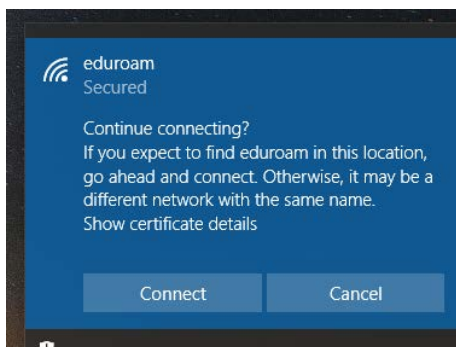 eduroam
Secured
Continue connecting?
If you expect to find eduroam in this location,
go ahead and connect. Otherwise, it may be a
different network with the same name.
Show certificate details
Connect
Cancel